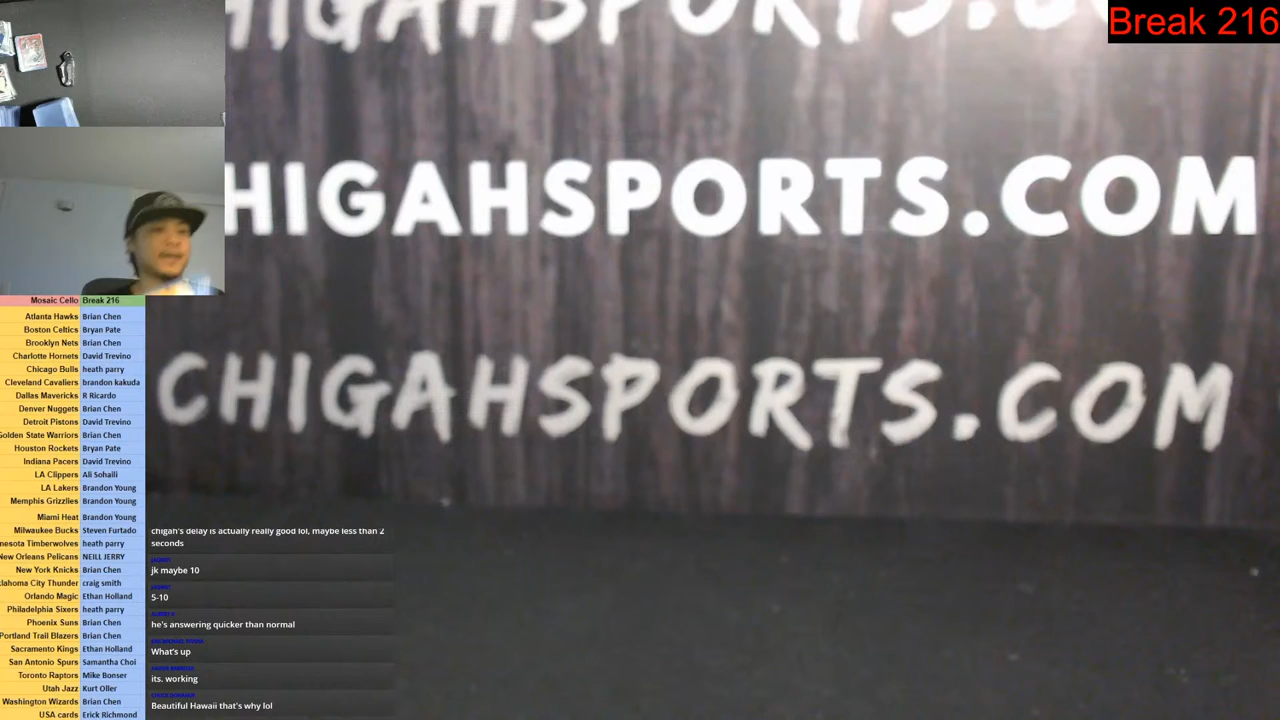 HIGAHSPORTS.
Break 216
HIGAHSPORTS.COM
CHIGAHSPORTS.COM
Mosaic Cello Break 216
Atlanta Hawks Brian Chen
Boston Celtics Bryan Pate
Brooklyn Nets Brian Chen
Charlotte Hornets David Trevino
Chicago Bulls heath parry
Cleveland Cavaliers brandon kakuda
Dallas Mavericks R Ricardo
Denver Nuggets Brian Chen
Detroit Pistons David Trevino
Golden State Warriors Brian Chen
Houston Rockets Bryan Pate
Indiana Pacers David Trevino
LA Clippers Ali Sohaili
LA Lakers Brandon Young
Memphis Grizzlies Brandon Young
Miami Heat Brandon Young
Milwaukee Bucks Steven Furtado
nesota Timberwolves heath parry
New Orleans Pelicans NEILL JERRY
New York Knicks Brian Chen
klahoma City Thunder craig smith
Orlando Magic Ethan Holland
Philadelphia Sixers heath parry
Phoenix Suns Brian Chen
Portland Trail Blazers Brian Chen
Sacramento Kings Ethan Holland
San Antonio Spurs Samantha Choi
Toronto Raptors Mike Bonser
Utah Jazz Kurt Oller
Washington Wizards Brian Chen
USA cards Erick Richmond
chigah's delay is actually really good lol, maybe less than 2
seconds
jk maybe 10
5-10
he's answering quicker than normal
What's up
its. working
Beautiful Hawaii that's why lol